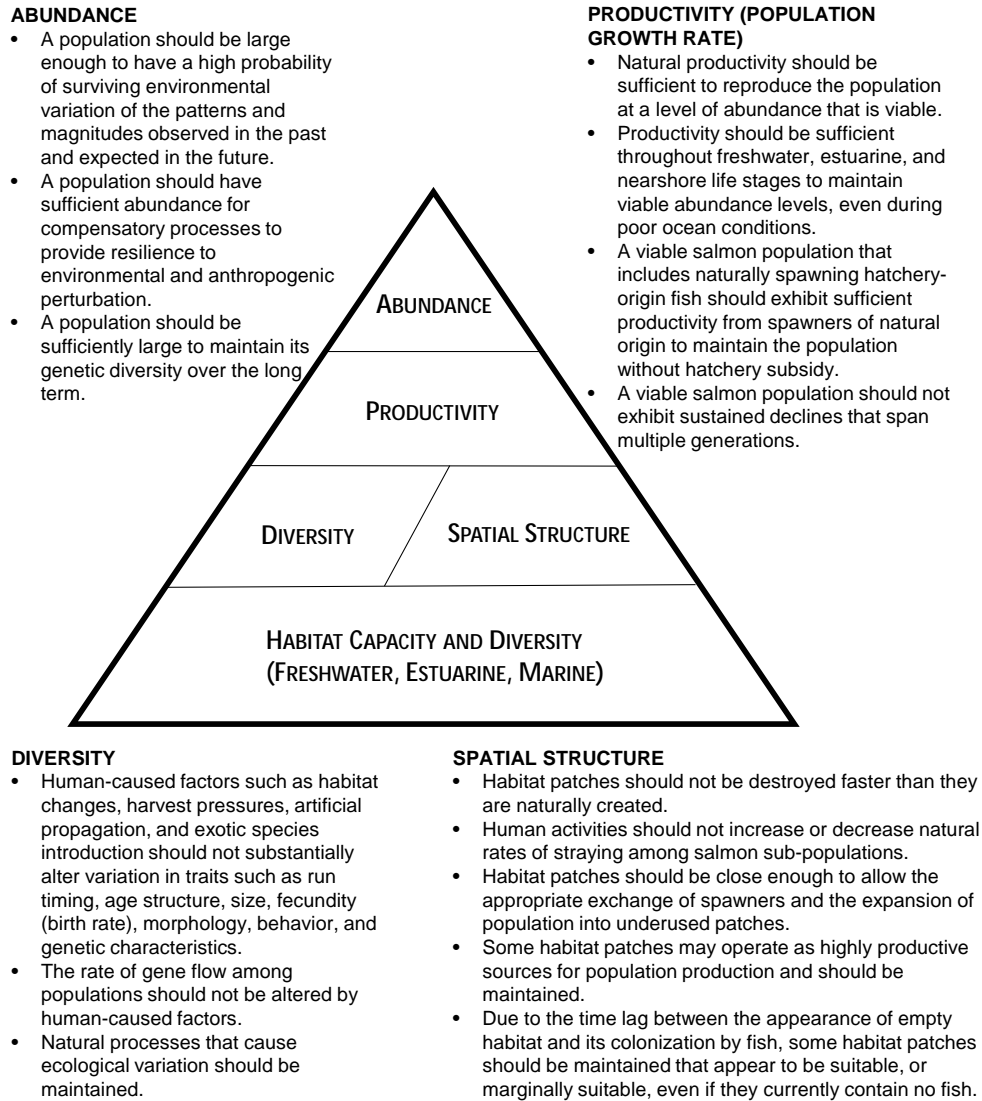 ABUNDANCE
• A population should be large
enough to have a high probability
of surviving environmental
variation of the patterns and
magnitudes observed in the past
and expected in the future.
• A population should have
sufficient abundance for
compensatory processes to
provide resilience to
environmental and anthropogenic
perturbation.
• A population should be
sufficiently large to maintain its
genetic diversity over the long
term.
PRODUCTIVITY (POPULATION
GROWTH RATE)
• Natural productivity should be
sufficient to reproduce the population
at a level of abundance that is viable.
• Productivity should be sufficient
throughout freshwater, estuarine, and
nearshore life stages to maintain
viable abundance levels, even during
poor ocean conditions.
• A viable salmon population that
includes naturally spawning hatchery-
origin fish should exhibit sufficient
productivity from spawners of natural
origin to maintain the population
without hatchery subsidy.
• A viable salmon population should not
exhibit sustained declines that span
multiple generations.
ABUNDANCE
PRODUCTIVITY
DIVERSITY
SPATIAL STRUCTURE
HABITAT CAPACITY AND DIVERSITY
(FRESHWATER, ESTUARINE, MARINE)
DIVERSITY
• Human-caused factors such as habitat
changes, harvest pressures, artificial
propagation, and exotic species
introduction should not substantially
alter variation in traits such as run
timing, age structure, size, fecundity
(birth rate), morphology, behavior, and
genetic characteristics.
• The rate of gene flow among
populations should not be altered by
human-caused factors.
• Natural processes that cause
ecological variation should be
maintained.
SPATIAL STRUCTURE
• Habitat patches should not be destroyed faster than they
are naturally created.
• Human activities should not increase or decrease natural
rates of straying among salmon sub-populations.
• Habitat patches should be close enough to allow the
appropriate exchange of spawners and the expansion of
population into underused patches.
• Some habitat patches may operate as highly productive
sources for population production and should be
maintained.
• Due to the time lag between the appearance of empty
habitat and its colonization by fish, some habitat patches
should be maintained that appear to be suitable, or
marginally suitable, even if they currently contain no fish.